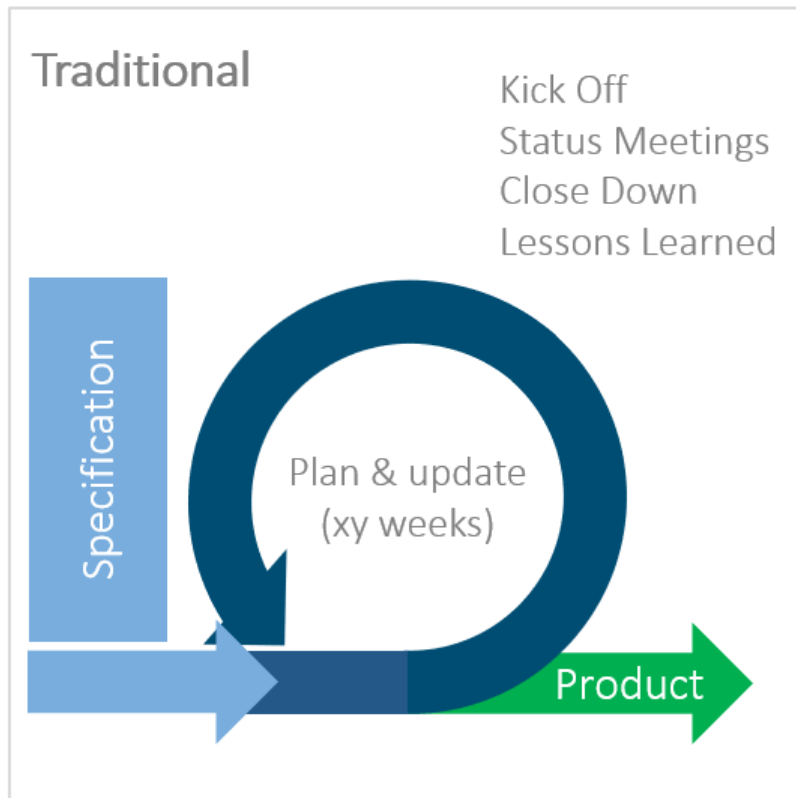 Traditional
Kick Off
Status Meetings
Close Down
Lessons Learned
Specification
Plan & update
(xy weeks)
Product